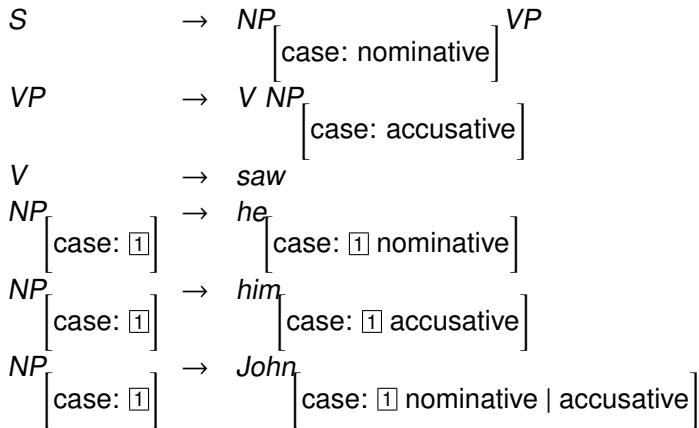 S → NP[case: nominative] VP
VP → V NP[case: accusative]
V → saw
NP[case: 1] → he[case: 1 nominative]
NP[case: 1] → him[case: 1 accusative]
NP[case: 1] → John[case: 1 nominative | accusative]